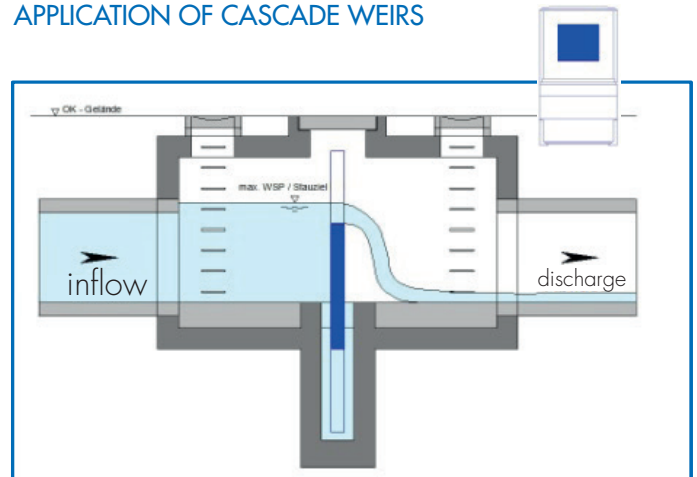 APPLICATION OF CASCADE WEIRS
OK - Gelände
max. WSP / Stauziel
inflow
discharge